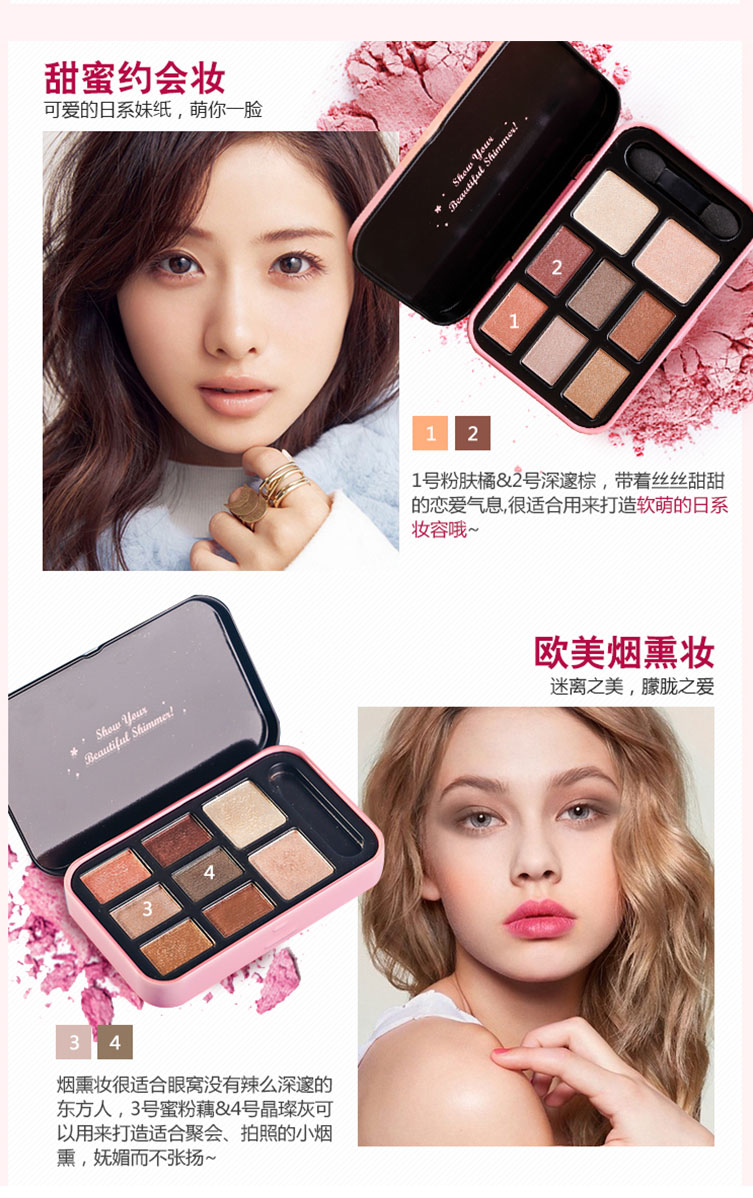 甜蜜约会妆
可爱的日系妹纸，萌你一脸
Show Your
Beautiful Shimmer!
2
1
1 2
1号粉肤橘&2号深邃棕，带着丝丝甜甜
的恋爱气息,很适合用来打造软萌的日系
妆容哦~
欧美烟熏妆
迷离之美，朦胧之爱
Show Your
Beautiful Shimmer!
4
3
3 4
烟熏妆很适合眼窝没有辣么深邃的
东方人，3号蜜粉藕&4号晶璨灰可
以用来打造适合聚会、拍照的小烟
熏，妩媚而不张扬~